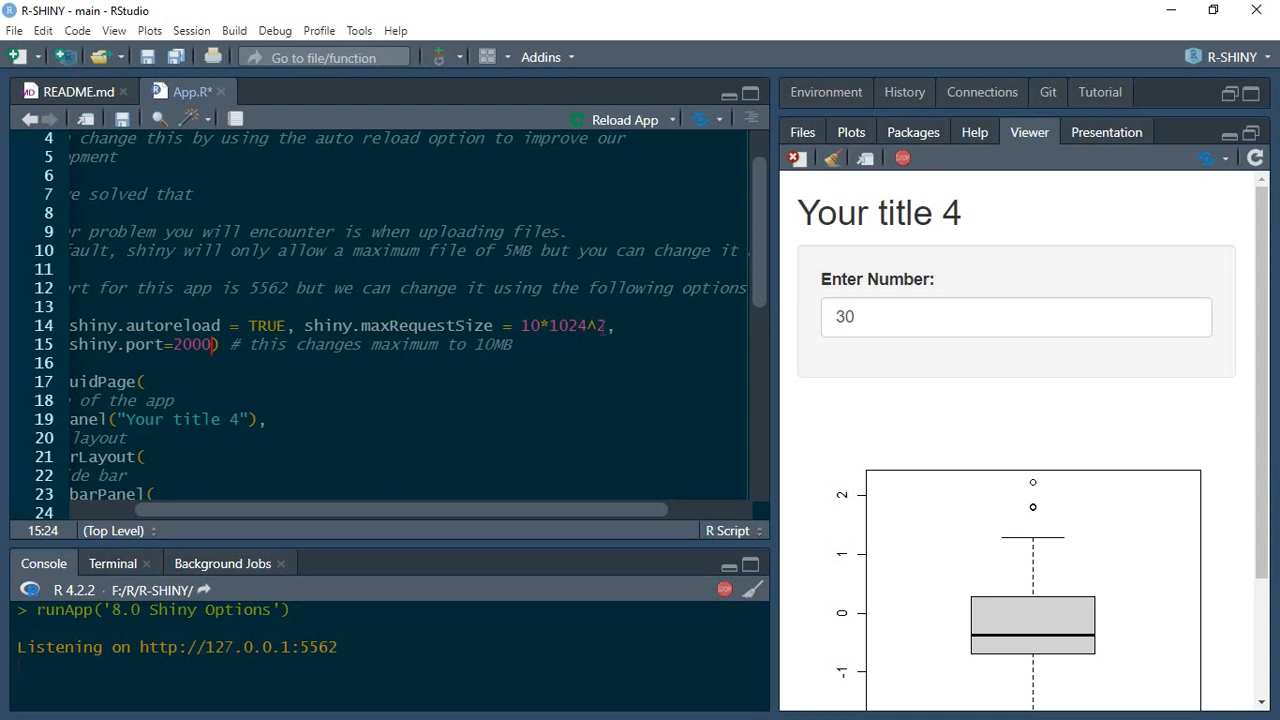 R-SHINY - main - RStudio
File Edit Code View Plots Session Build Debug Profile Tools Help
Go to file/function Addins R-SHINY
README.md App.R*
Reload App
4 change this by using the auto reload option to improve our
5 opment
6
7 ve solved that
8
9 er problem you will encounter is when uploading files.
10 fault, shiny will only allow a maximum file of 5MB but you can change it
11
12 ort for this app is 5562 but we can change it using the following options
13
14 shiny.autoreload = TRUE, shiny.maxRequestSize = 10*1024^2,
15 shiny.port=2000) # this changes maximum to 10MB
16
17 uidPage(
18 of the app
19 anel("Your title 4"),
20 layout
21 rLayout(
22 de bar
23 barPanel(
24
15:24 (Top Level) R Script
Console Terminal Background Jobs
R 4.2.2 · F:/R/R-SHINY/
> runApp('8.0 Shiny Options')
Listening on http://127.0.0.1:5562
Environment History Connections Git Tutorial
Files Plots Packages Help Viewer Presentation
Your title 4
Enter Number:
30
2
1
0
-1